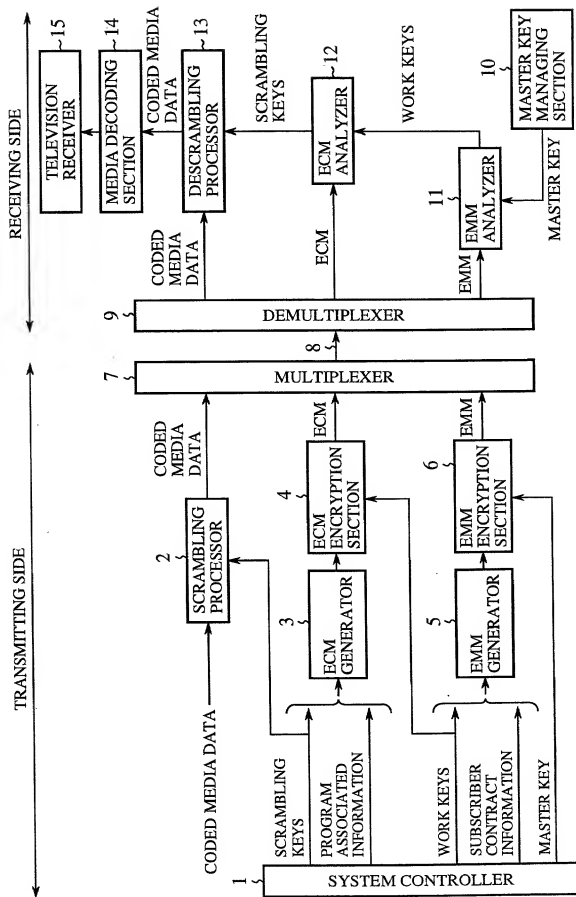 TRANSMITTING SIDE
RECEIVING SIDE
1
SYSTEM CONTROLLER
CODED MEDIA DATA
SCRAMBLING
KEYS
PROGRAM
ASSOCIATED
INFORMATION
WORK KEYS
SUBSCRIBER
CONTRACT
INFORMATION
MASTER KEY
2
SCRAMBLING
PROCESSOR
3
ECM
GENERATOR
4
ECM
ENCRYPTION
SECTION
5
EMM
GENERATOR
6
EMM
ENCRYPTION
SECTION
CODED
MEDIA
DATA
ECM
EMM
7
MULTIPLEXER
8
9
DEMULTIPLEXER
CODED
MEDIA
DATA
ECM
EMM
15
TELEVISION
RECEIVER
14
MEDIA DECODING
SECTION
CODED MEDIA
DATA
13
DESCRAMBLING
PROCESSOR
SCRAMBLING
KEYS
12
ECM
ANALYZER
WORK KEYS
11
EMM
ANALYZER
MASTER KEY
10
MASTER KEY
MANAGING
SECTION